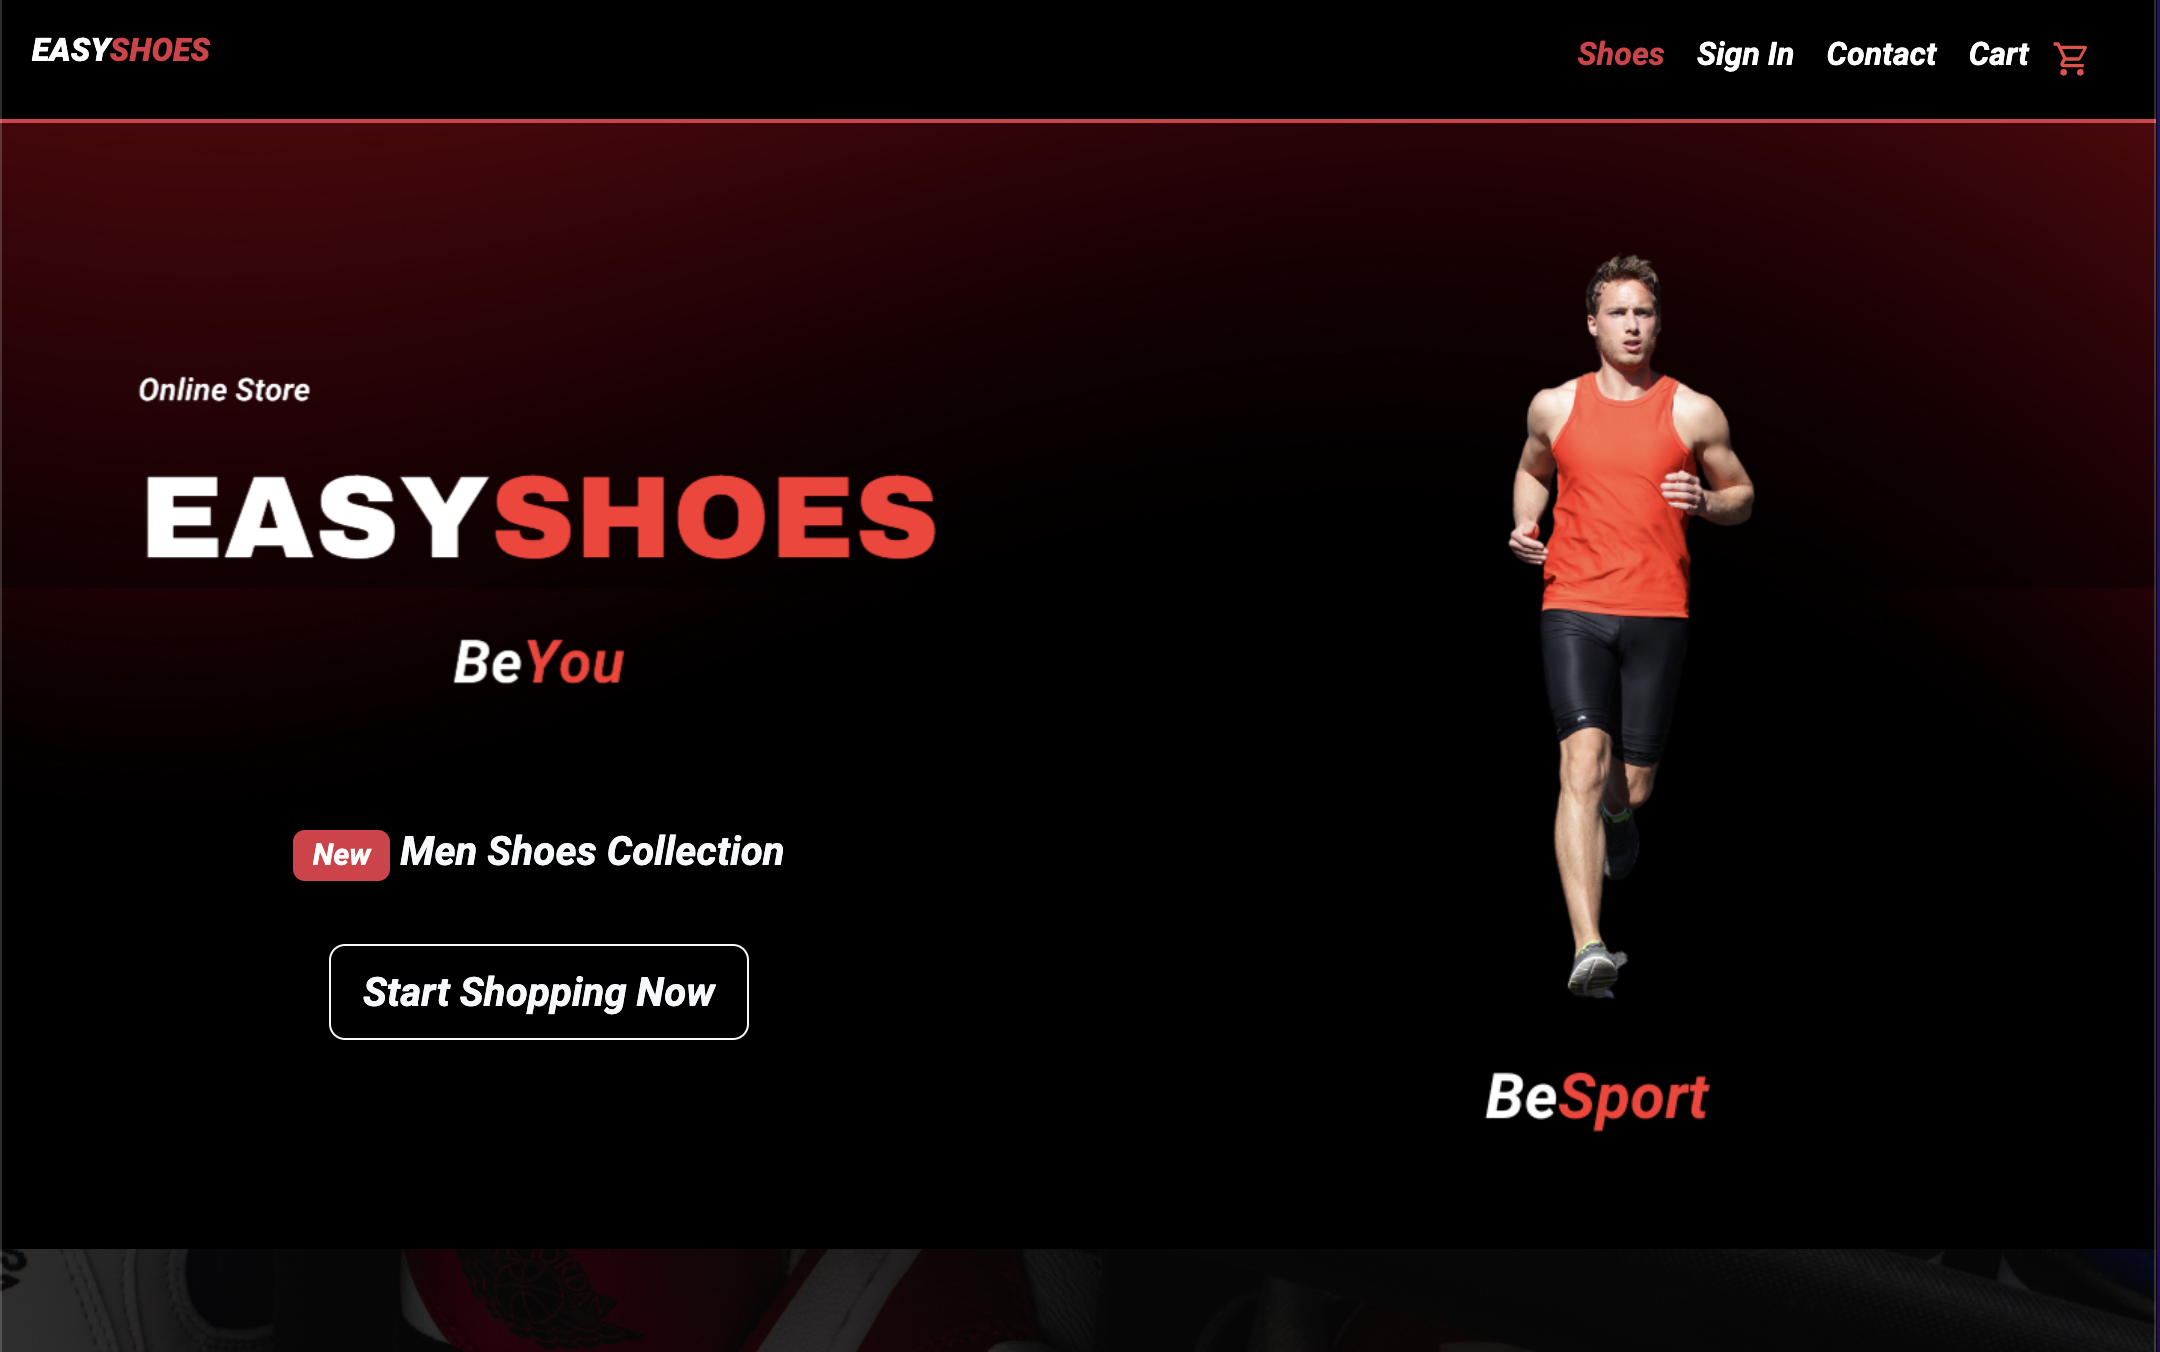 EASYSHOES
Shoes Sign In Contact Cart
Online Store
EASYSHOES
BeYou
New Men Shoes Collection
Start Shopping Now
BeSport